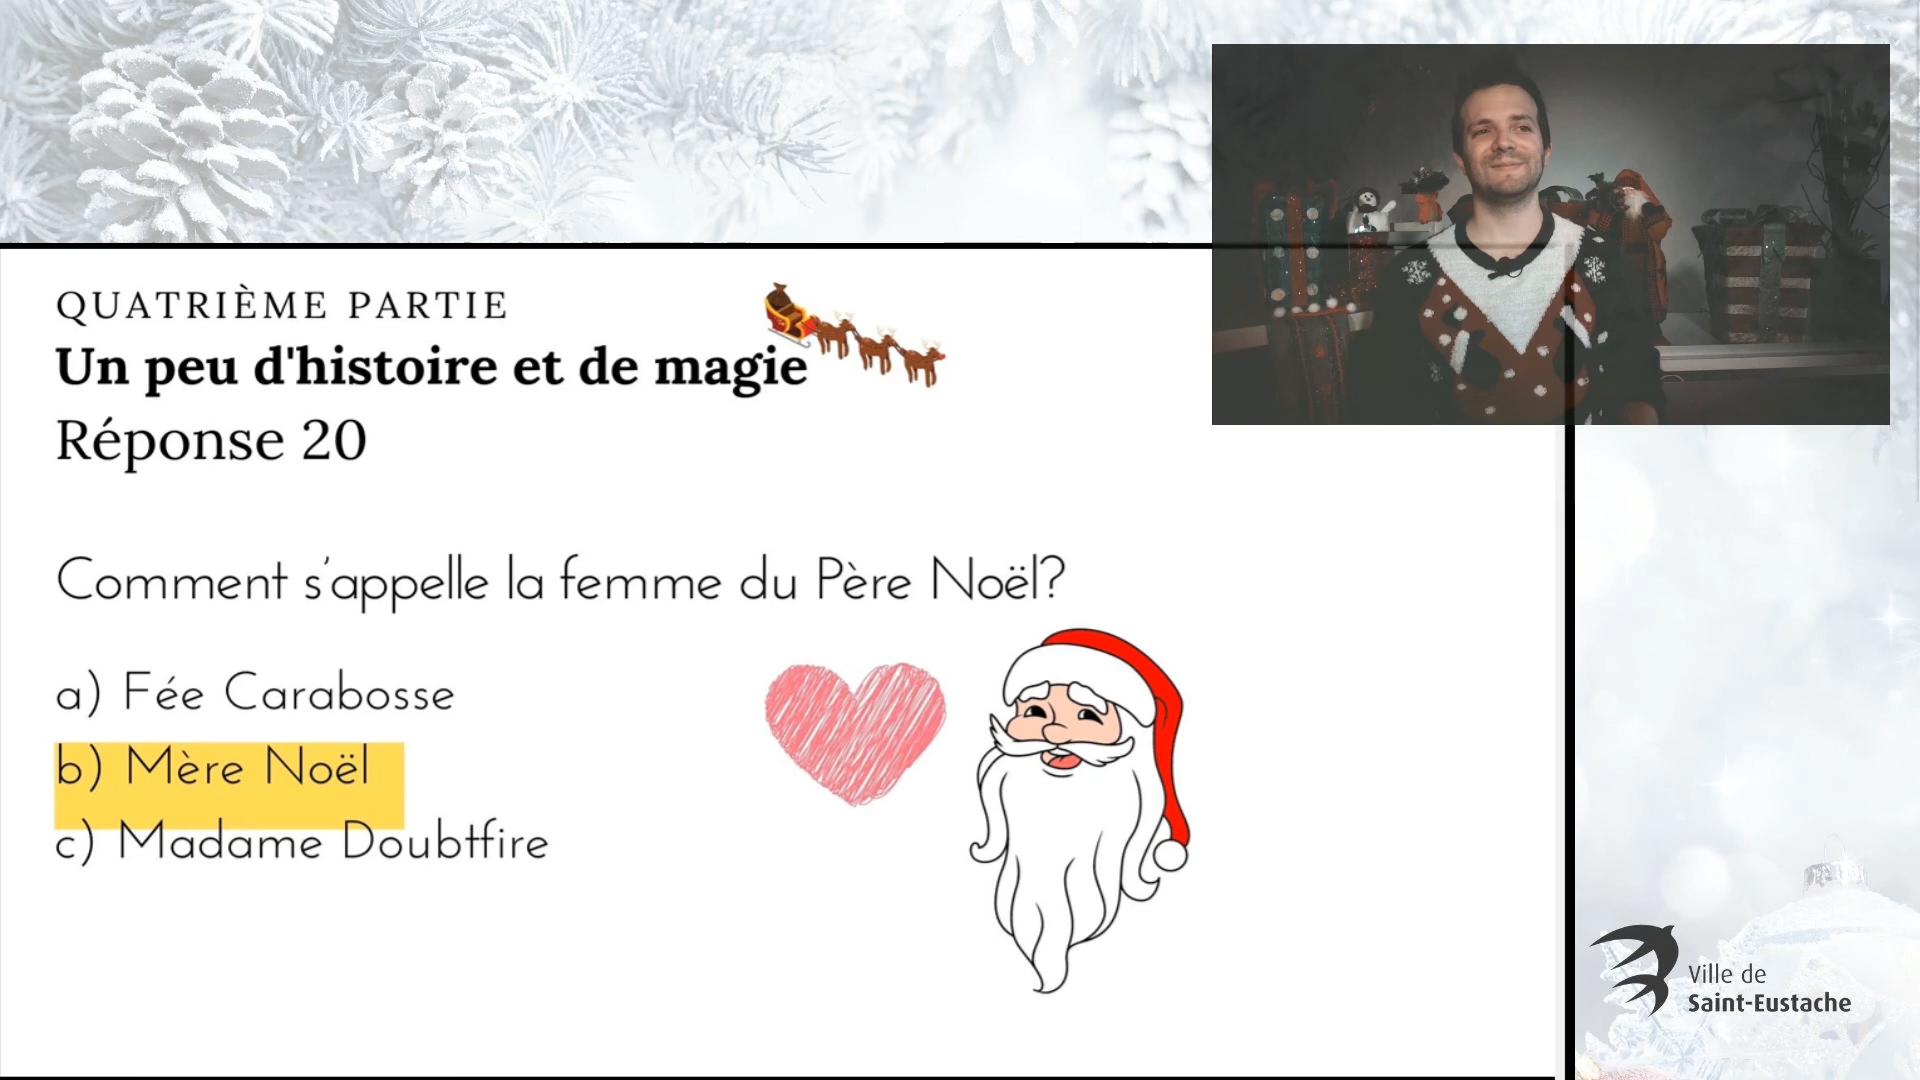 QUATRIÈME PARTIE
Un peu d'histoire et de magie
Réponse 20
Comment s'appelle la femme du Père Noël?
a) Fée Carabosse
b) Mère Noël
c) Madame Doubtfire
Ville de
Saint-Eustache